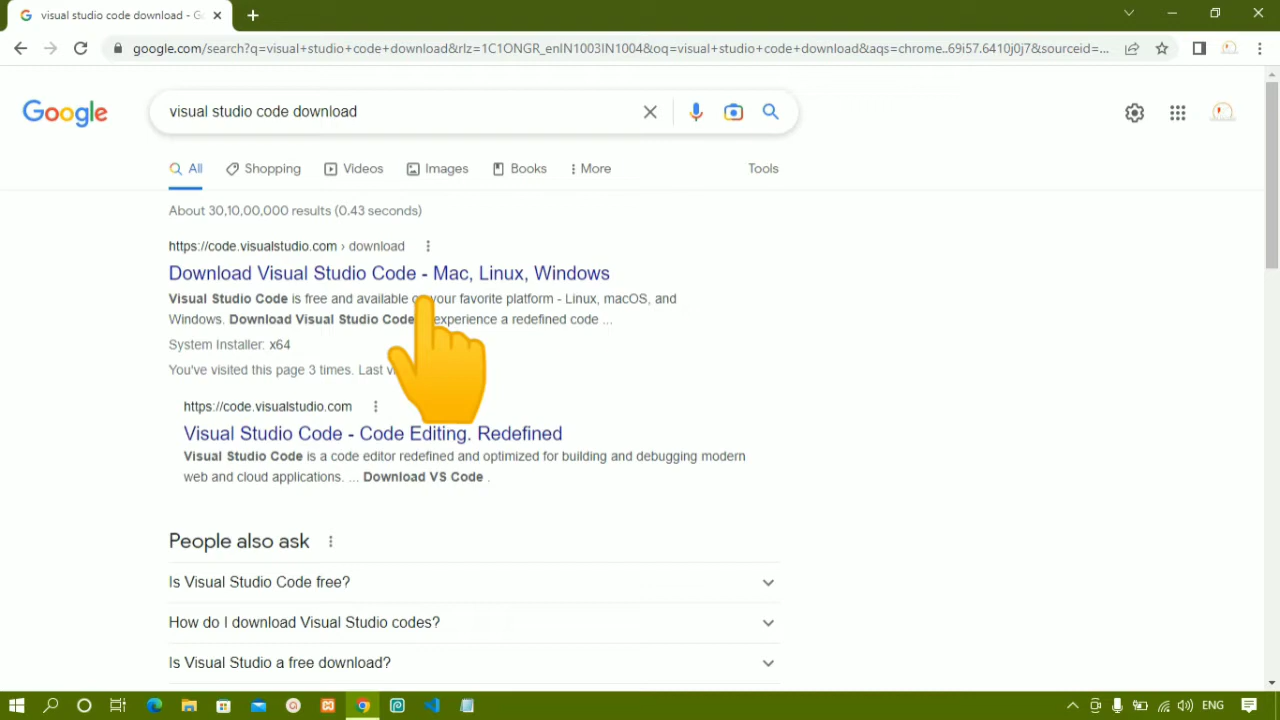 visual studio code download - Go
google.com/search?q=visual+studio+code+download&rlz=1C1ONGR_enIN1003IN1004&oq=visual+studio+code+download&aqs=chrome..69i57.6410j0j7&sourceid=...
Google
visual studio code download
All Shopping Videos Images Books More Tools
About 30,10,00,000 results (0.43 seconds)
https://code.visualstudio.com › download
Download Visual Studio Code - Mac, Linux, Windows
Visual Studio Code is free and available your favorite platform - Linux, macOS, and
Windows. Download Visual Studio Code experience a redefined code ...
System Installer: x64
You've visited this page 3 times. Last
https://code.visualstudio.com
Visual Studio Code - Code Editing. Redefined
Visual Studio Code is a code editor redefined and optimized for building and debugging modern
web and cloud applications. ... Download VS Code .
People also ask
Is Visual Studio Code free?
How do I download Visual Studio codes?
Is Visual Studio a free download?
ENG